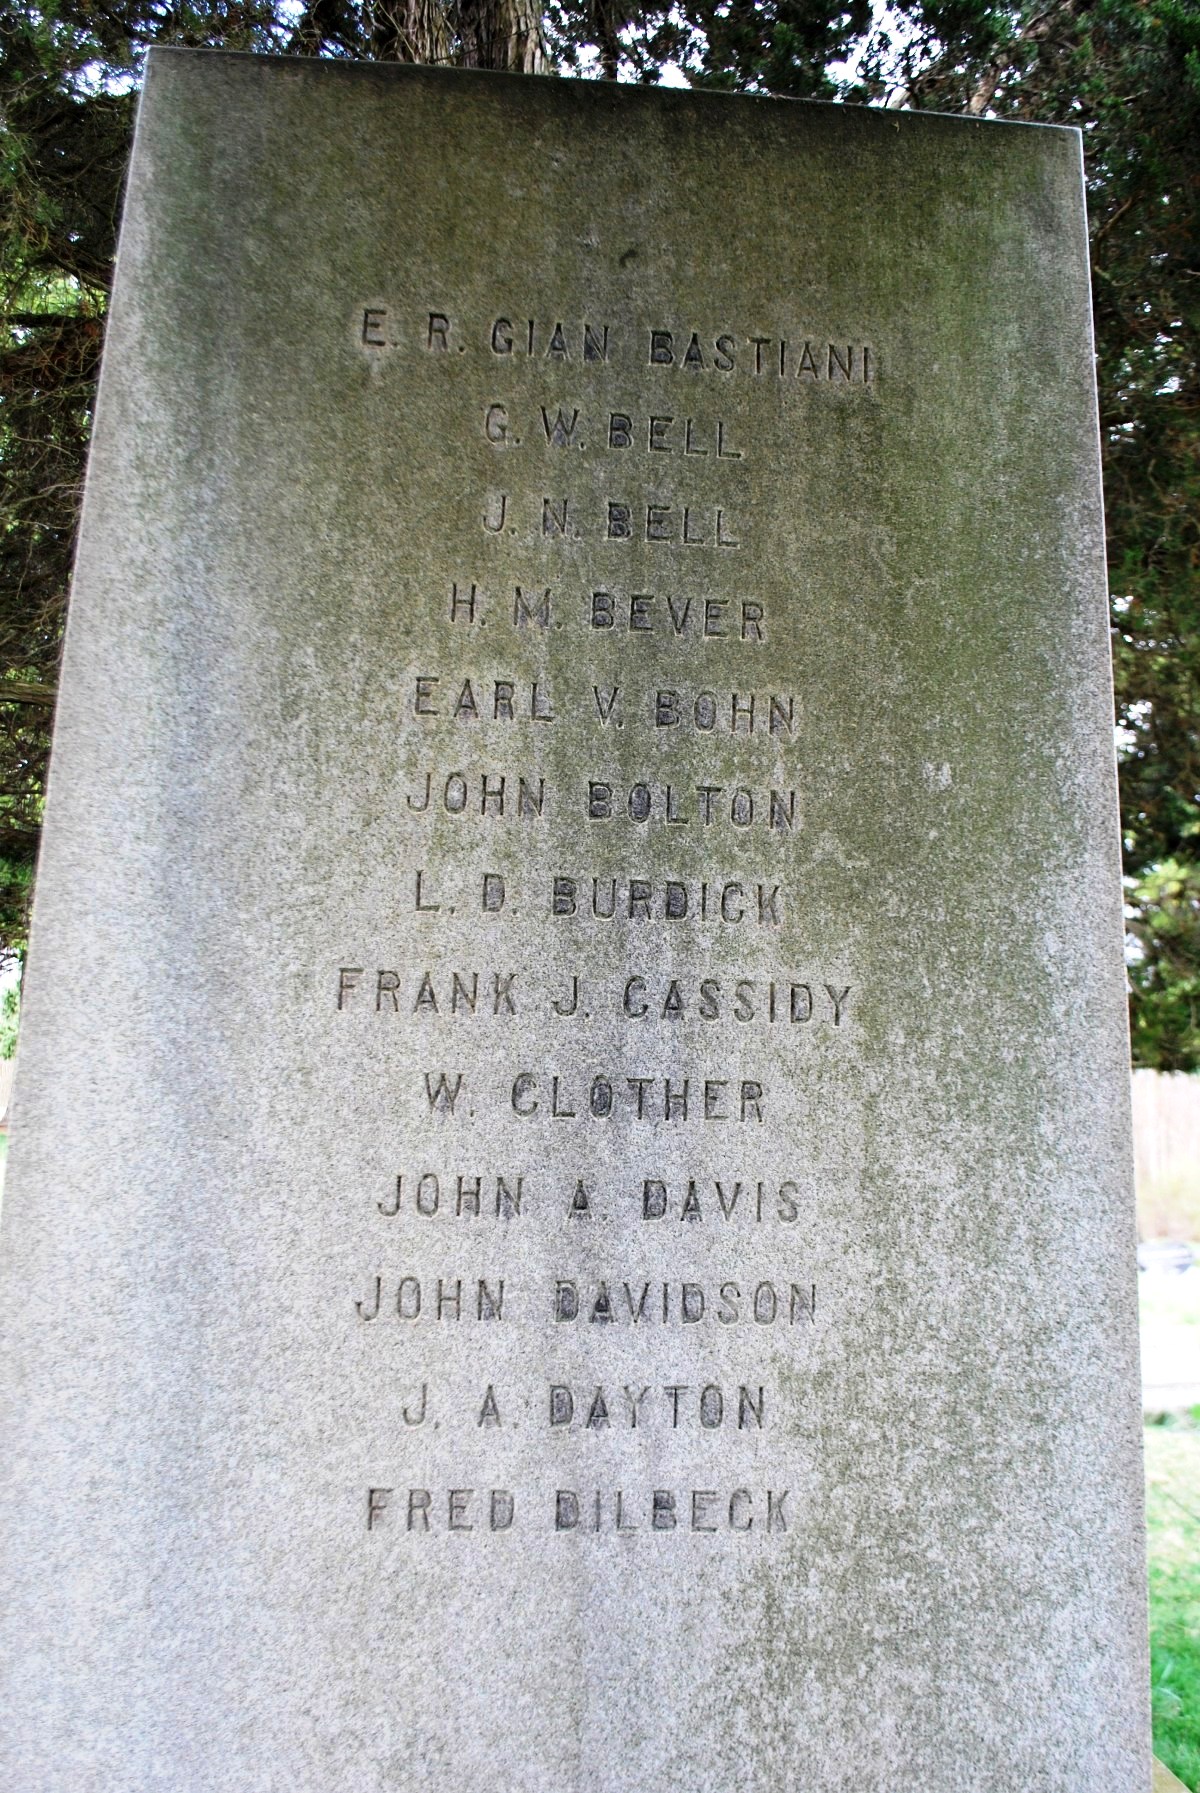 E. R. GIAN BASTIANI
G. W. BELL
J. N. BELL
H. M. BEVER
EARL V. BOHN
JOHN BOLTON
L. D. BURDICK
FRANK J. CASSIDY
W. CLOTHER
JOHN A. DAVIS
JOHN DAVIDSON
J. A. DAYTON
FRED DILBECK